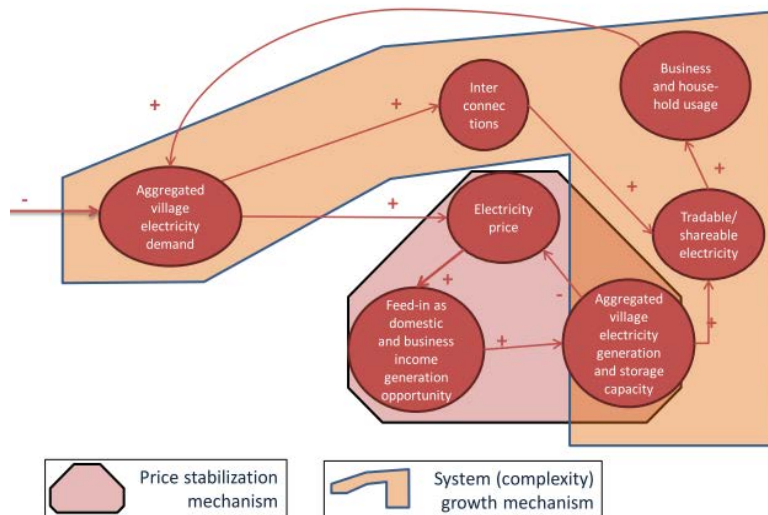 Business
and house-
hold usage
+
Inter
connec
tions
+
+
+
-
Aggregated
village
electricity
demand
+
Electricity
price
Tradable/
shareable
electricity
+
Feed-in as
domestic
and business
income
generation
opportunity
-
Aggregated
village
electricity
generation
and storage
capacity
+
+
Price stabilization
mechanism
System (complexity)
growth mechanism